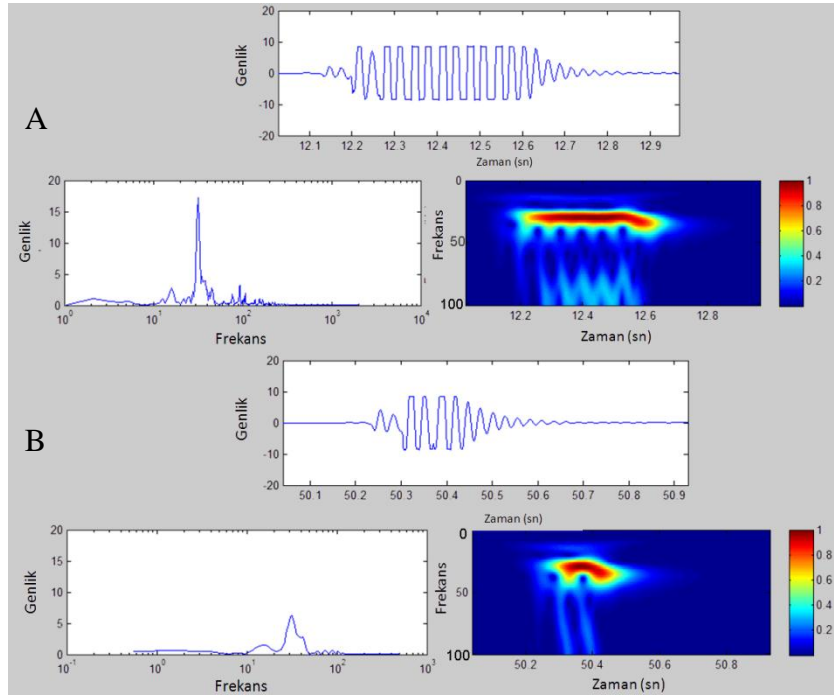 A
Genlik
20
10
0
-10
-20
12.1 12.2 12.3 12.4 12.5 12.6 12.7 12.8 12.9
Zaman (sn)
Genlik
20
15
10
5
0
10^0 10^1 10^2 10^3 10^4
Frekans
Frekans
0
50
100
12.2 12.4 12.6 12.8
Zaman (sn)
1
0.8
0.6
0.4
0.2
B
Genlik
20
10
0
-10
-20
50.1 50.2 50.3 50.4 50.5 50.6 50.7 50.8 50.9
Zaman (sn)
Genlik
20
15
10
5
0
10^-1 10^0 10^1 10^2 10^3
Frekans
Frekans
0
50
100
50.2 50.4 50.6 50.8
Zaman (sn)
1
0.8
0.6
0.4
0.2